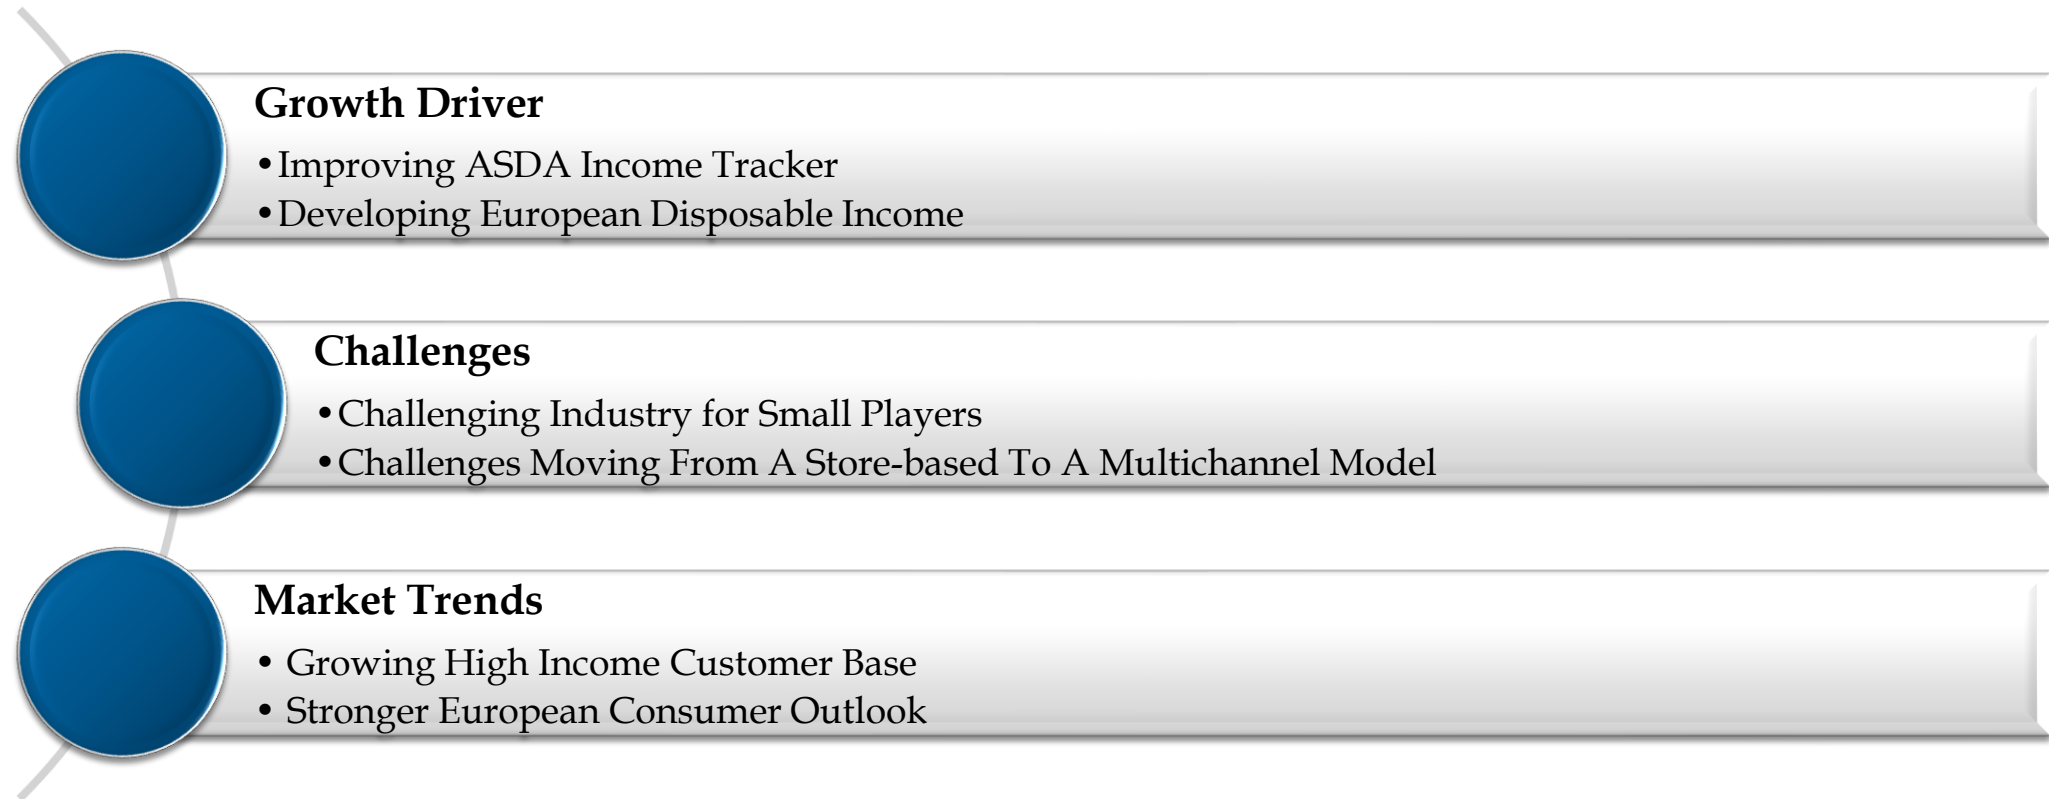 Growth Driver
•Improving ASDA Income Tracker
•Developing European Disposable Income
Challenges
•Challenging Industry for Small Players
•Challenges Moving From A Store-based To A Multichannel Model
Market Trends
• Growing High Income Customer Base
• Stronger European Consumer Outlook